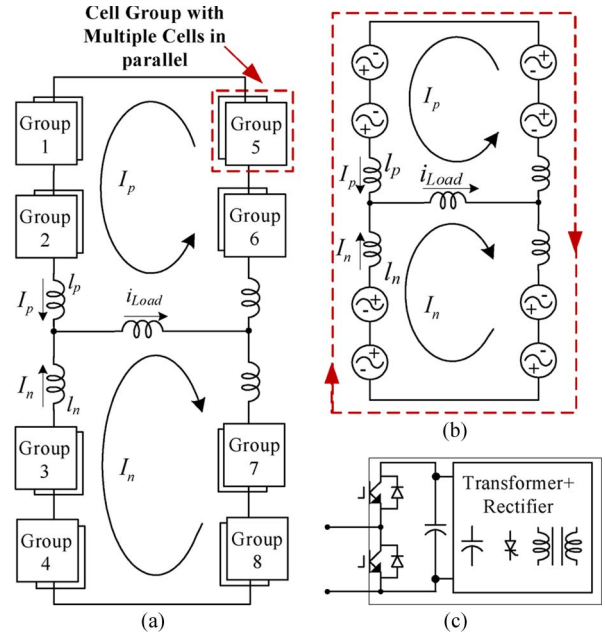 Cell Group with
Multiple Cells in
parallel
Group
1
Group
5
Group
2
Group
6
I_p
I_p
l_p
i_Load
I_n
l_n
I_n
Group
3
Group
7
Group
4
Group
8
(a)
- +
- +
- +
- +
I_p
I_p
l_p
i_Load
I_n
l_n
I_n
+ -
+ -
+ -
+ -
(b)
Transformer+
Rectifier
(c)